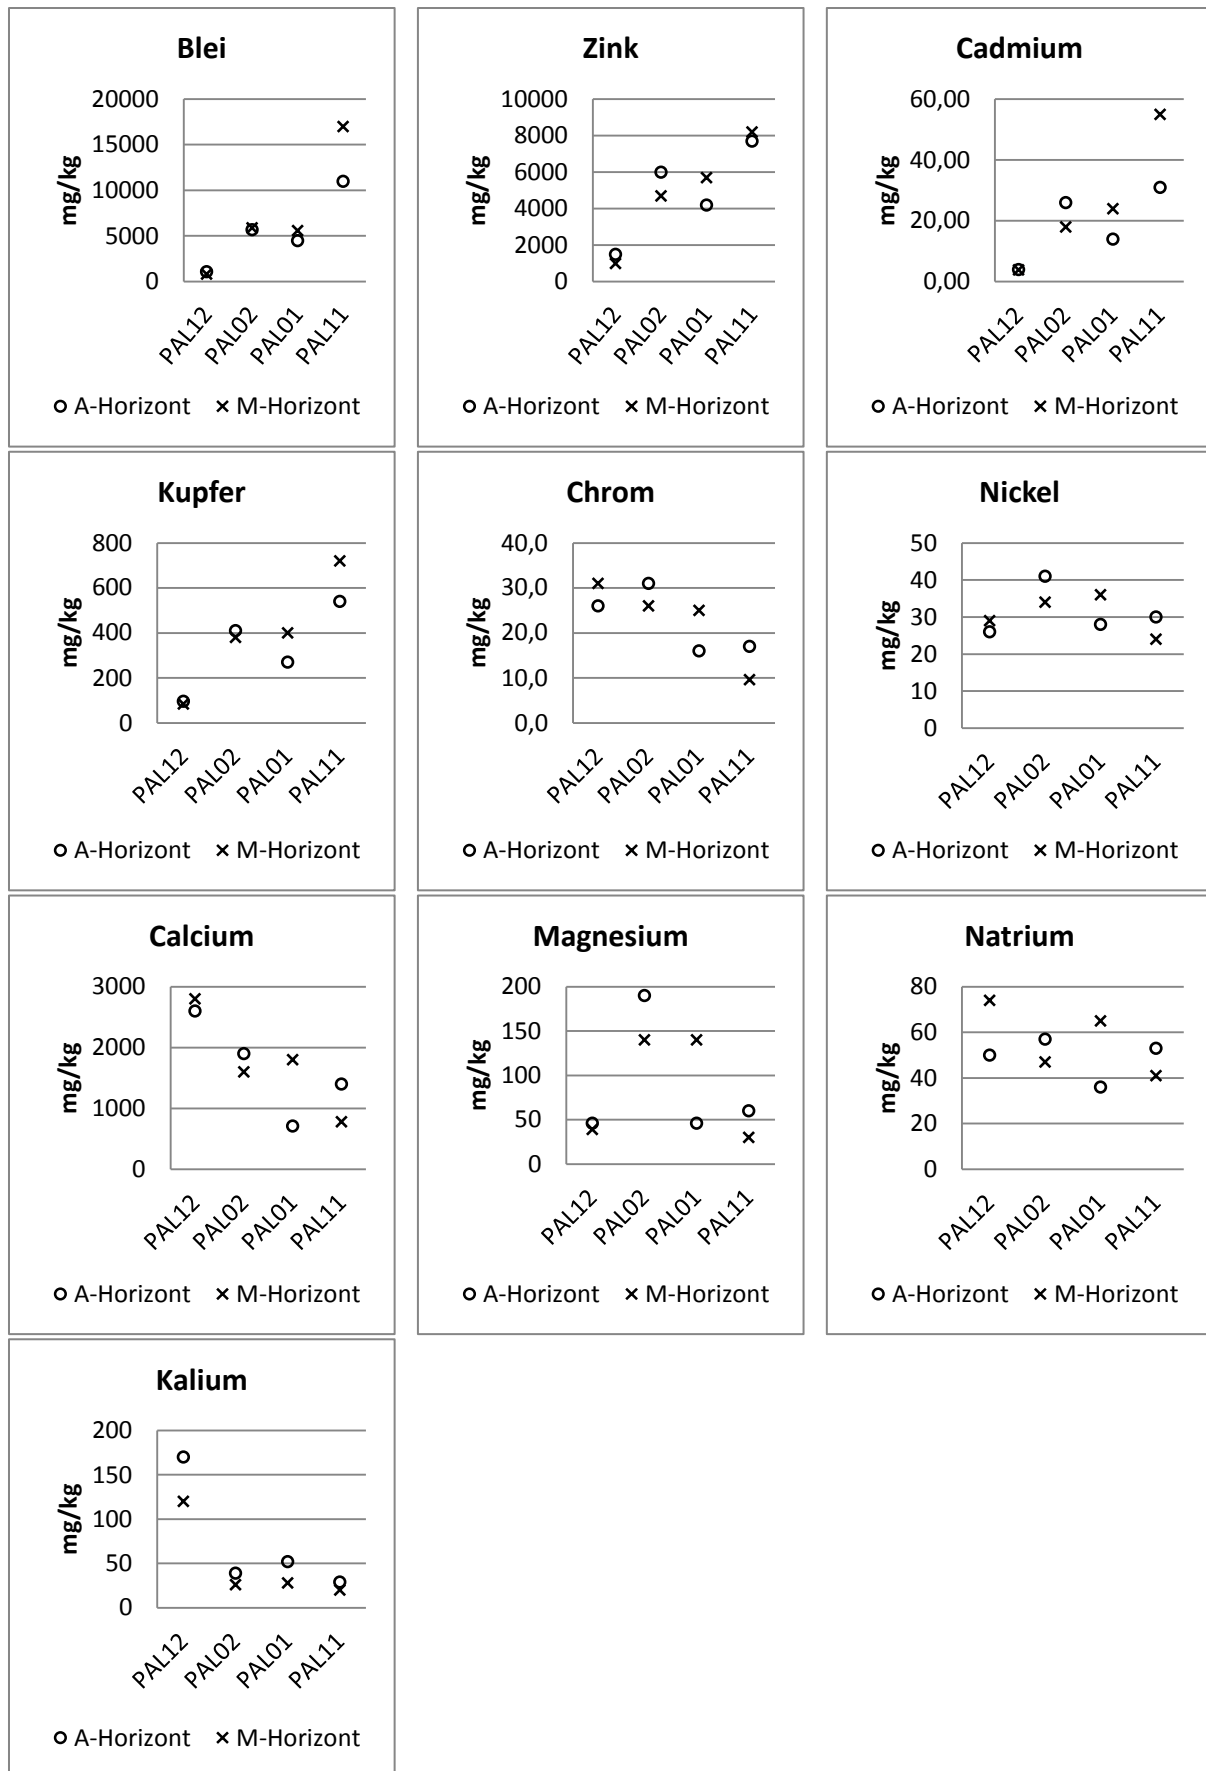 Blei
mg/kg
20000
15000
10000
5000
0
PAL12
PAL02
PAL01
PAL11
A-Horizont
M-Horizont
Zink
mg/kg
10000
8000
6000
4000
2000
0
PAL12
PAL02
PAL01
PAL11
A-Horizont
M-Horizont
Cadmium
mg/kg
60,00
40,00
20,00
0,00
PAL12
PAL02
PAL01
PAL11
A-Horizont
M-Horizont
Kupfer
mg/kg
800
600
400
200
0
PAL12
PAL02
PAL01
PAL11
A-Horizont
M-Horizont
Chrom
mg/kg
40,0
30,0
20,0
10,0
0,0
PAL12
PAL02
PAL01
PAL11
A-Horizont
M-Horizont
Nickel
mg/kg
50
40
30
20
10
0
PAL12
PAL02
PAL01
PAL11
A-Horizont
M-Horizont
Calcium
mg/kg
3000
2000
1000
0
PAL12
PAL02
PAL01
PAL11
A-Horizont
M-Horizont
Magnesium
mg/kg
200
150
100
50
0
PAL12
PAL02
PAL01
PAL11
A-Horizont
M-Horizont
Natrium
mg/kg
80
60
40
20
0
PAL12
PAL02
PAL01
PAL11
A-Horizont
M-Horizont
Kalium
mg/kg
200
150
100
50
0
PAL12
PAL02
PAL01
PAL11
A-Horizont
M-Horizont